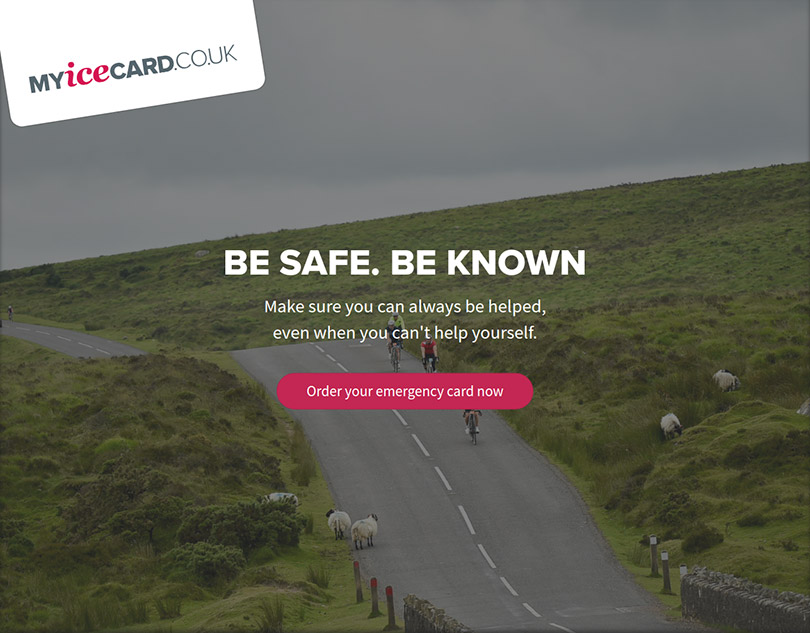 MYiceCARD.CO.UK
BE SAFE. BE KNOWN
Make sure you can always be helped,
even when you can't help yourself.
Order your emergency card now